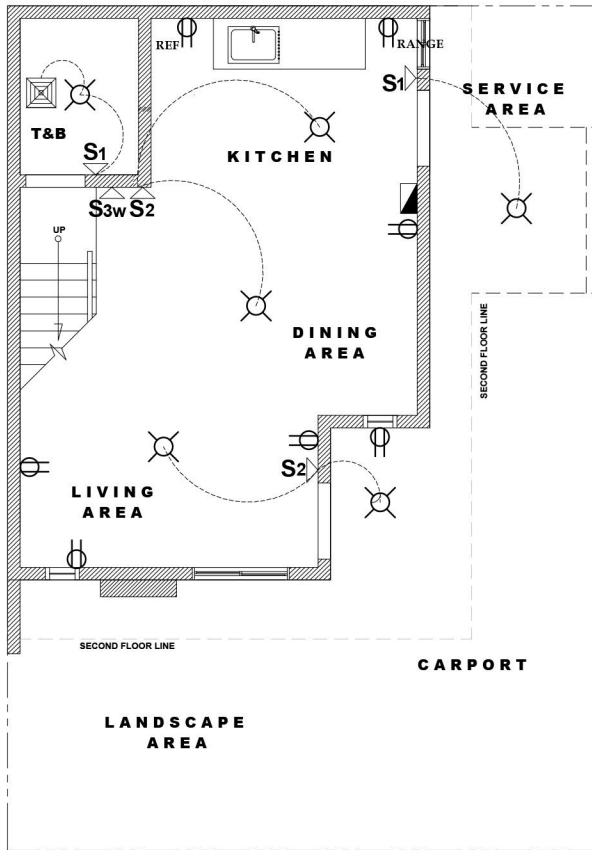 REF
RANGE
S1
SERVICE
AREA
T&B
KITCHEN
S1
S3w
S2
UP
DINING
AREA
SECOND FLOOR LINE
S2
LIVING
AREA
SECOND FLOOR LINE
CARPORT
LANDSCAPE
AREA